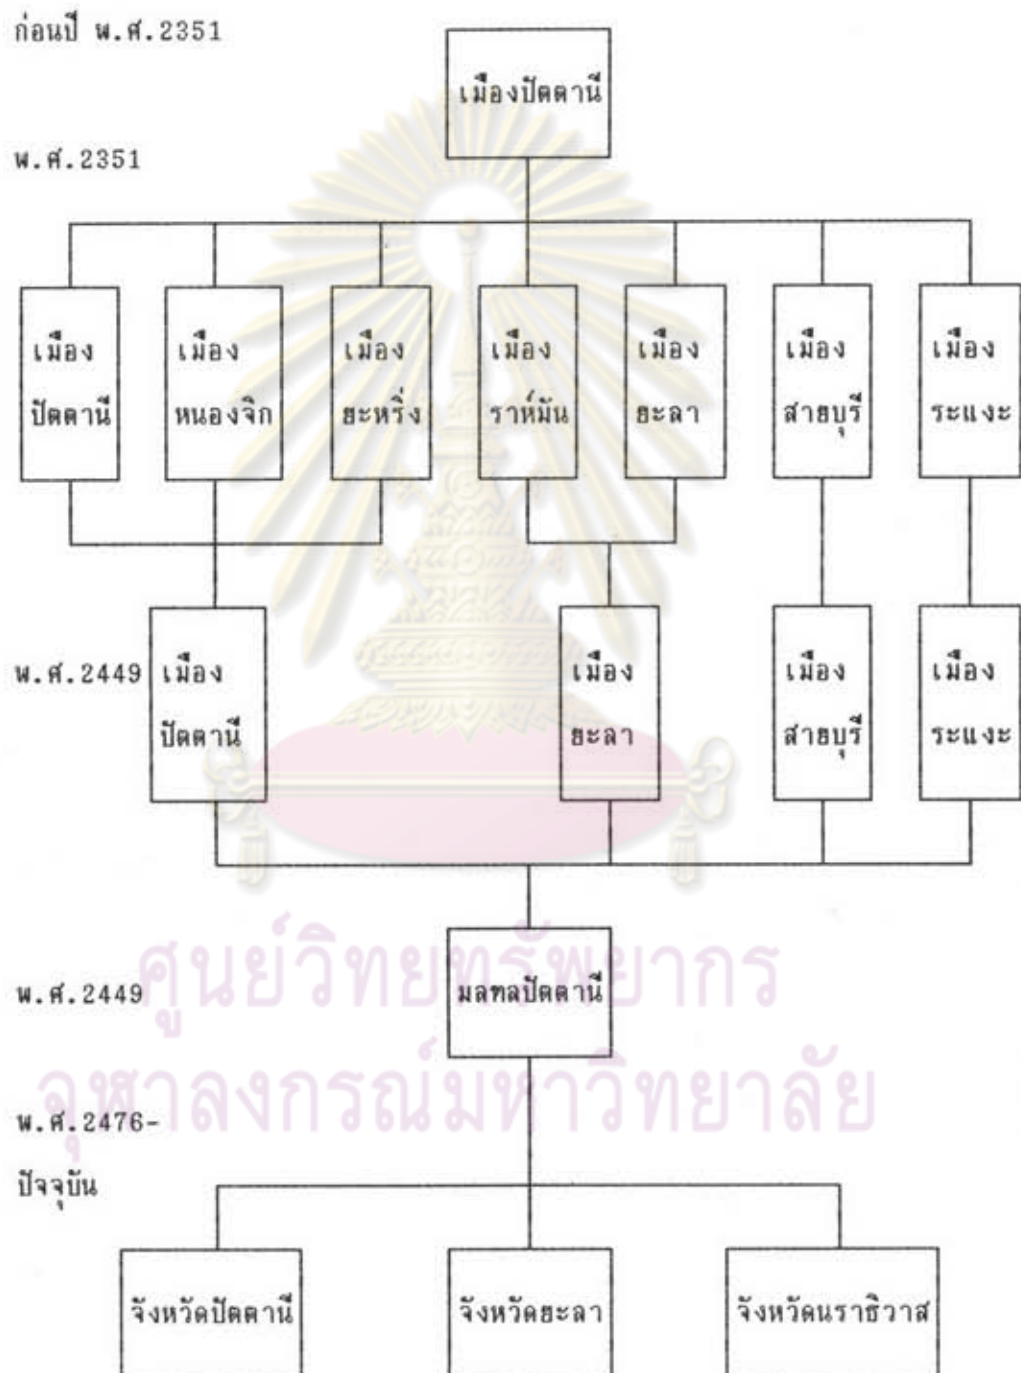 ก่อนปี พ.ศ.2351
เมืองปัตตานี
พ.ศ.2351
เมือง เมือง เมือง เมือง เมือง เมือง เมือง
ปัตตานี หนองจิก ยะหริ่ง ราห์มัน ยะลา สายบุรี ระแงะ
พ.ศ.2449 เมือง เมือง เมือง เมือง
ปัตตานี ยะลา สายบุรี ระแงะ
ศูนย์วิทยทรัพยากร
พ.ศ.2449 มลฑลปัตตานี
จุฬาลงกรณ์มหาวิทยาลัย
พ.ศ.2476-
ปัจจุบัน
จังหวัดปัตตานี จังหวัดยะลา จังหวัดนราธิวาส